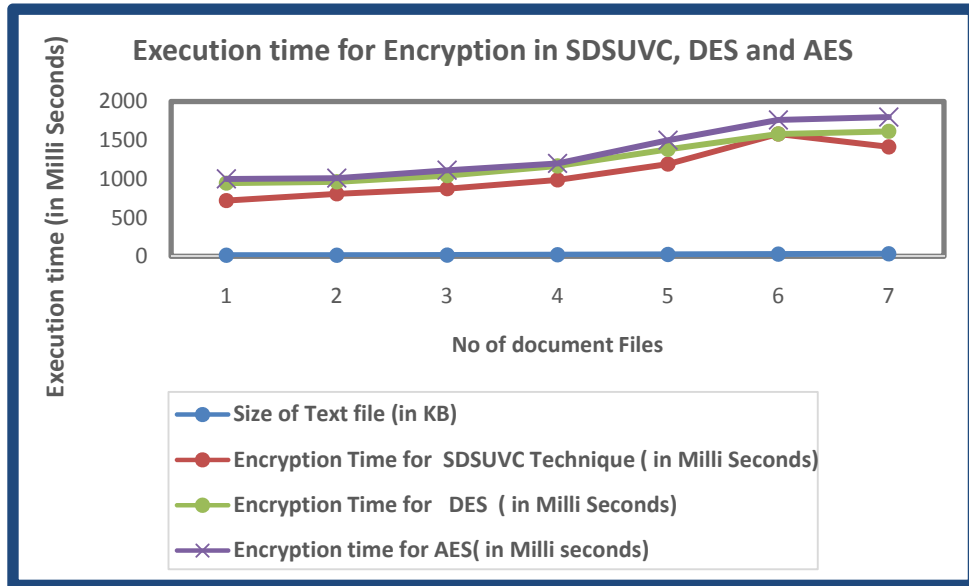 Execution time for Encryption in SDSUVC, DES and AES
Execution time (in Milli Seconds)
2000
1500
1000
500
0
1 2 3 4 5 6 7
No of document Files
Size of Text file (in KB)
Encryption Time for SDSUVC Technique ( in Milli Seconds)
Encryption Time for DES ( in Milli Seconds)
Encryption time for AES( in Milli seconds)